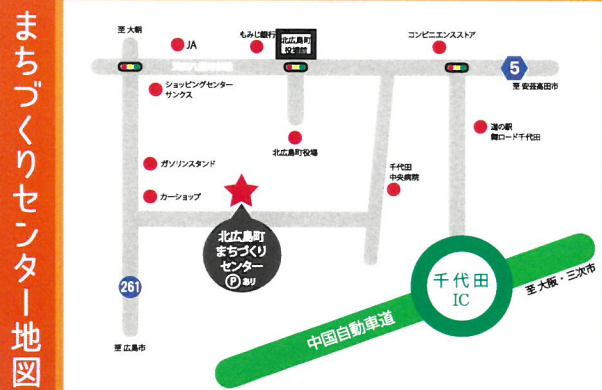 まちづくりセンター地図
至 大朝
JA
もみじ銀行
北広島町
役場前
コンビニエンスストア
5
至 安芸高田市
ショッピングセンター
サンクス
道の駅
舞ロード千代田
北広島町役場
ガソリンスタンド
千代田
中央病院
カーショップ
北広島町
まちづくり
センター
Ⓟあり
261
千代田
IC
至 大阪・三次市
中国自動車道
至 広島市